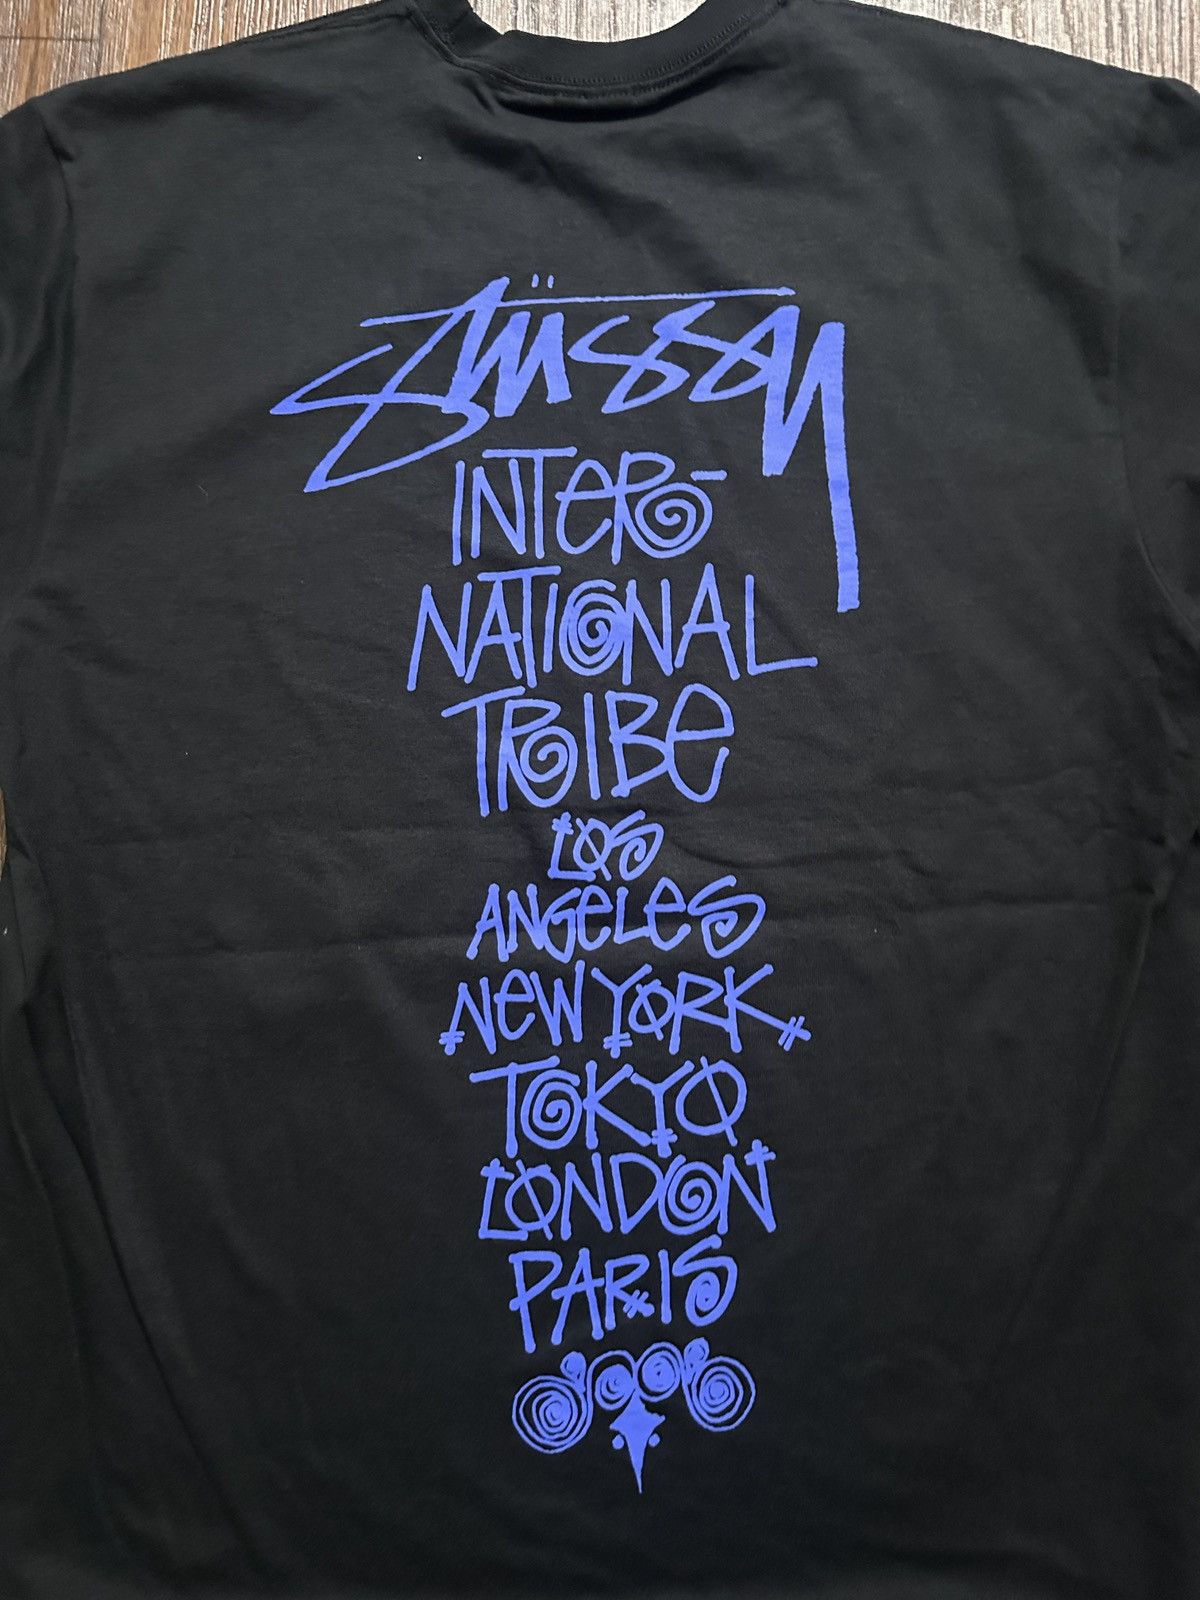 Stüssy
INTER-
NATIONAL
TRIBE
LOS
ANGELES
NEW YORK
TOKYO
LONDON
PARIS